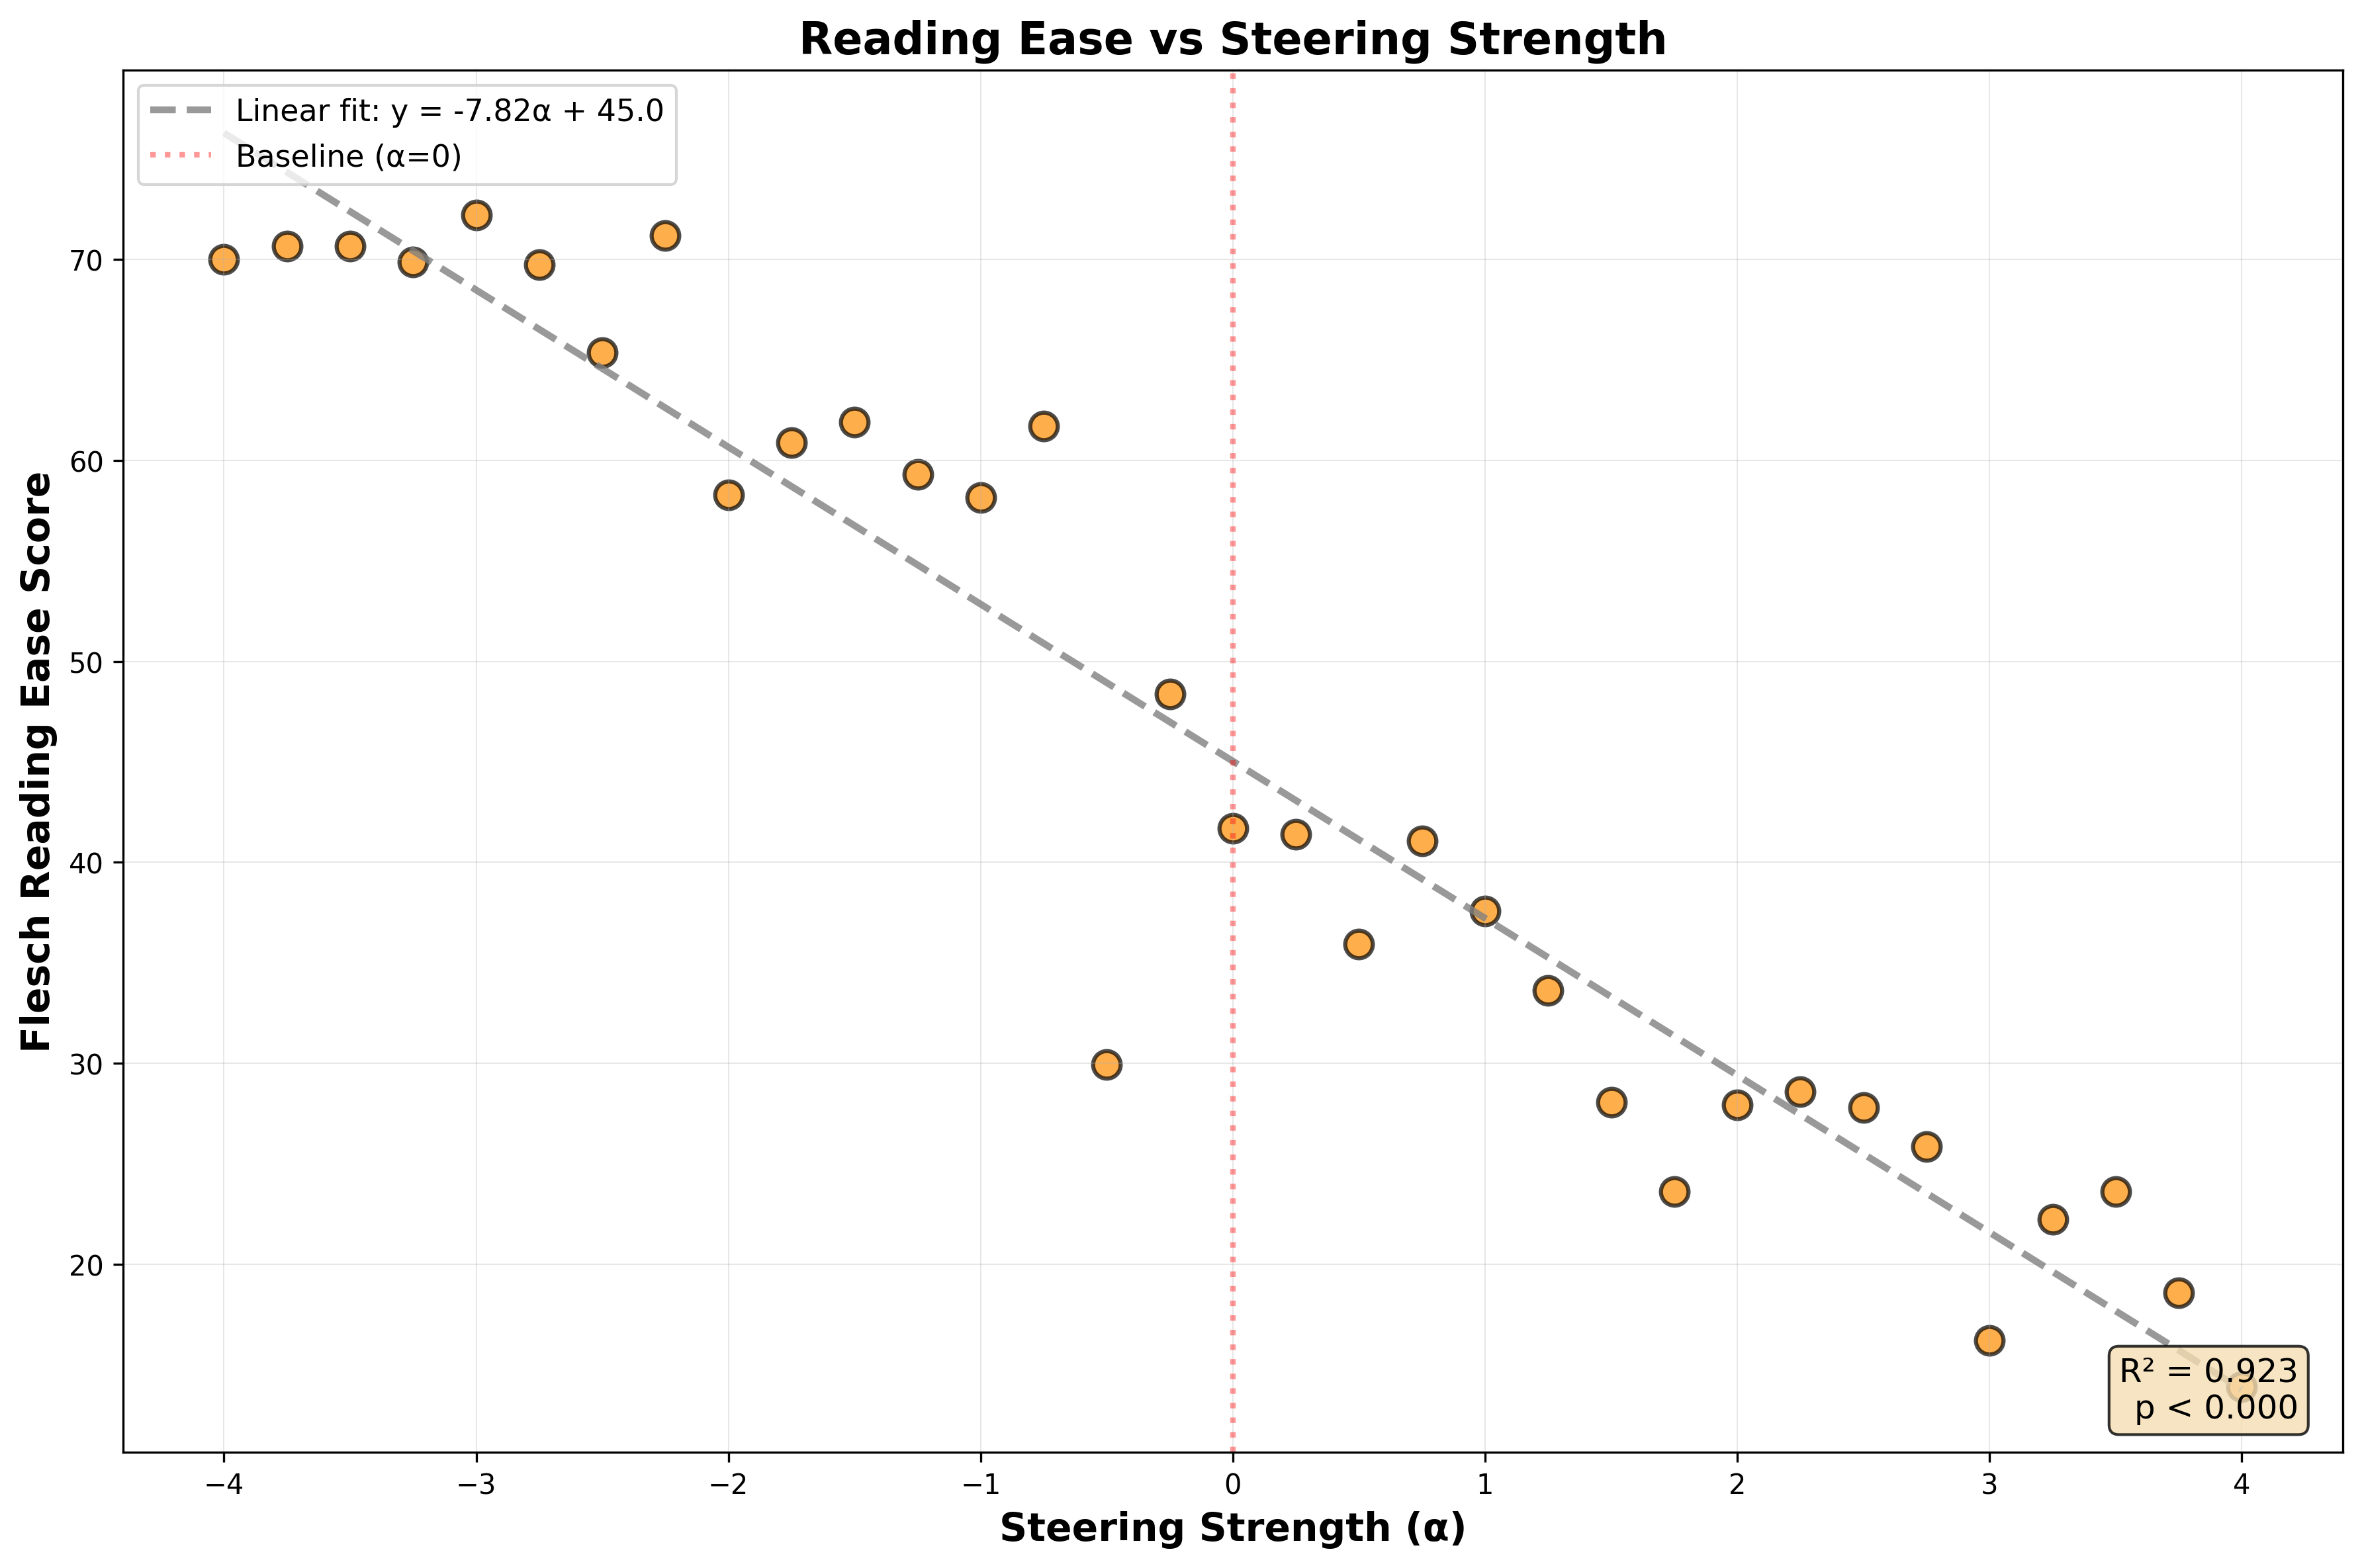 Reading Ease vs Steering Strength
Linear fit: y = -7.82α + 45.0
Baseline (α=0)
Flesch Reading Ease Score
70
60
50
40
30
20
R² = 0.923
p < 0.000
−4
−3
−2
−1
0
1
2
3
4
Steering Strength (α)